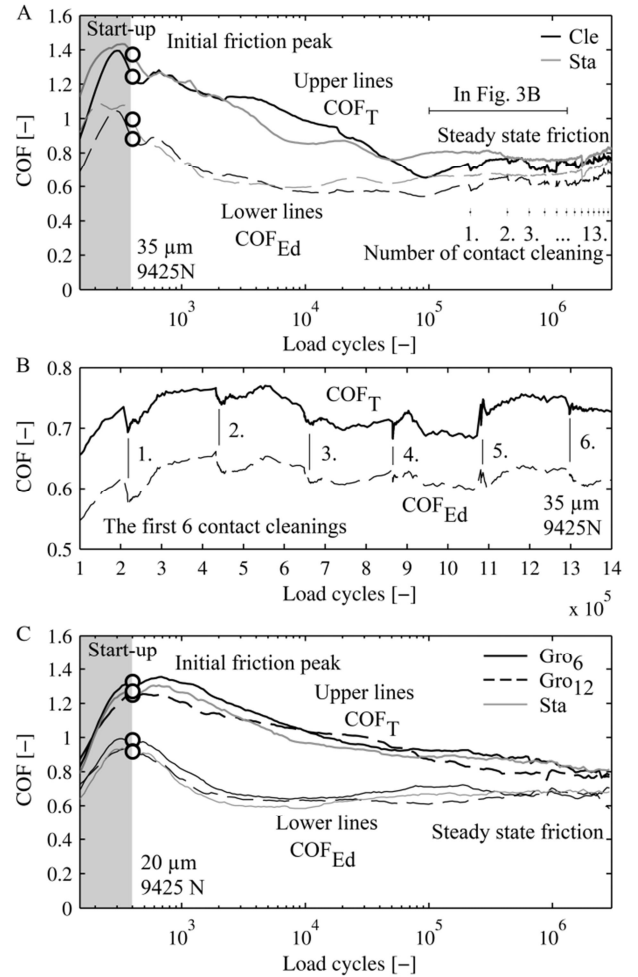 A
Start-up
Initial friction peak
Cle
Sta
Upper lines
COF_T
In Fig. 3B
Steady state friction
Lower lines
COF_Ed
1. 2. 3. ... 13.
Number of contact cleaning
35 µm
9425N
COF [−]
1.6
1.4
1.2
1
0.8
0.6
0.4
0.2
0
10^3 10^4 10^5 10^6
Load cycles [−]
B
COF_T
1. 2. 3. 4. 5. 6.
COF_Ed
The first 6 contact cleanings
35 µm
9425N
COF [−]
0.8
0.7
0.6
0.5
1 2 3 4 5 6 7 8 9 10 11 12 13 14
Load cycles [−]
x 10^5
C
Start-up
Initial friction peak
Gro_6
Gro_12
Sta
Upper lines
COF_T
Lower lines
COF_Ed
Steady state friction
20 µm
9425 N
COF [−]
1.6
1.4
1.2
1
0.8
0.6
0.4
0.2
0
10^3 10^4 10^5 10^6
Load cycles [−]